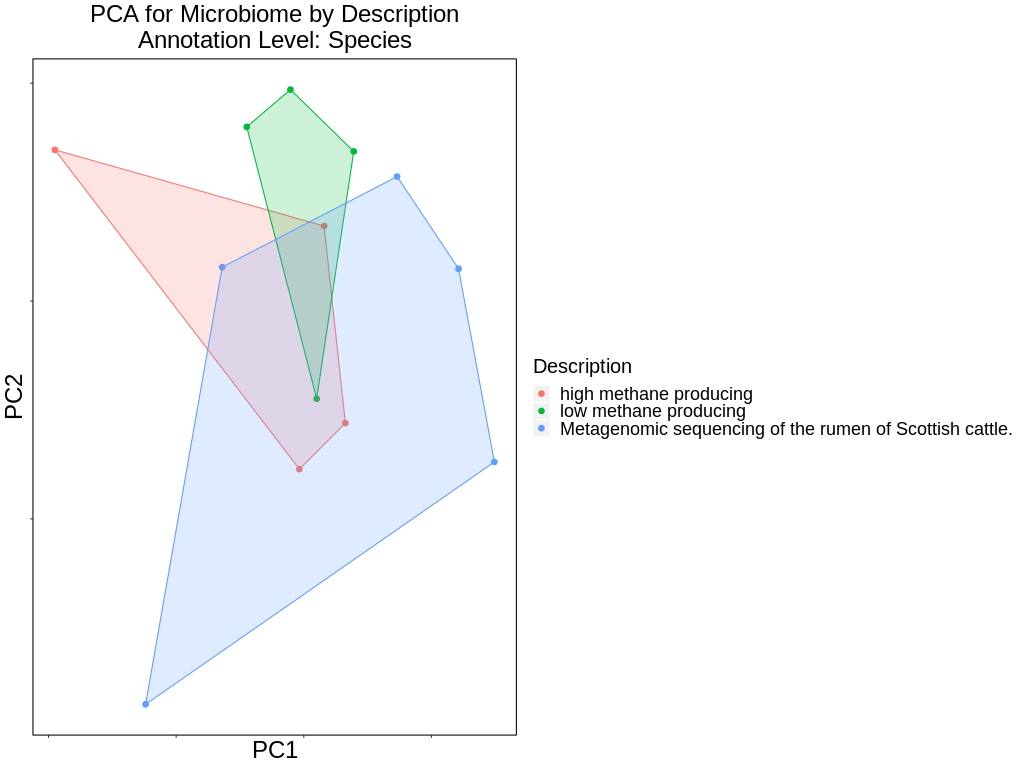 PCA for Microbiome by Description
Annotation Level: Species
PC2
PC1
Description
high methane producing
low methane producing
Metagenomic sequencing of the rumen of Scottish cattle.